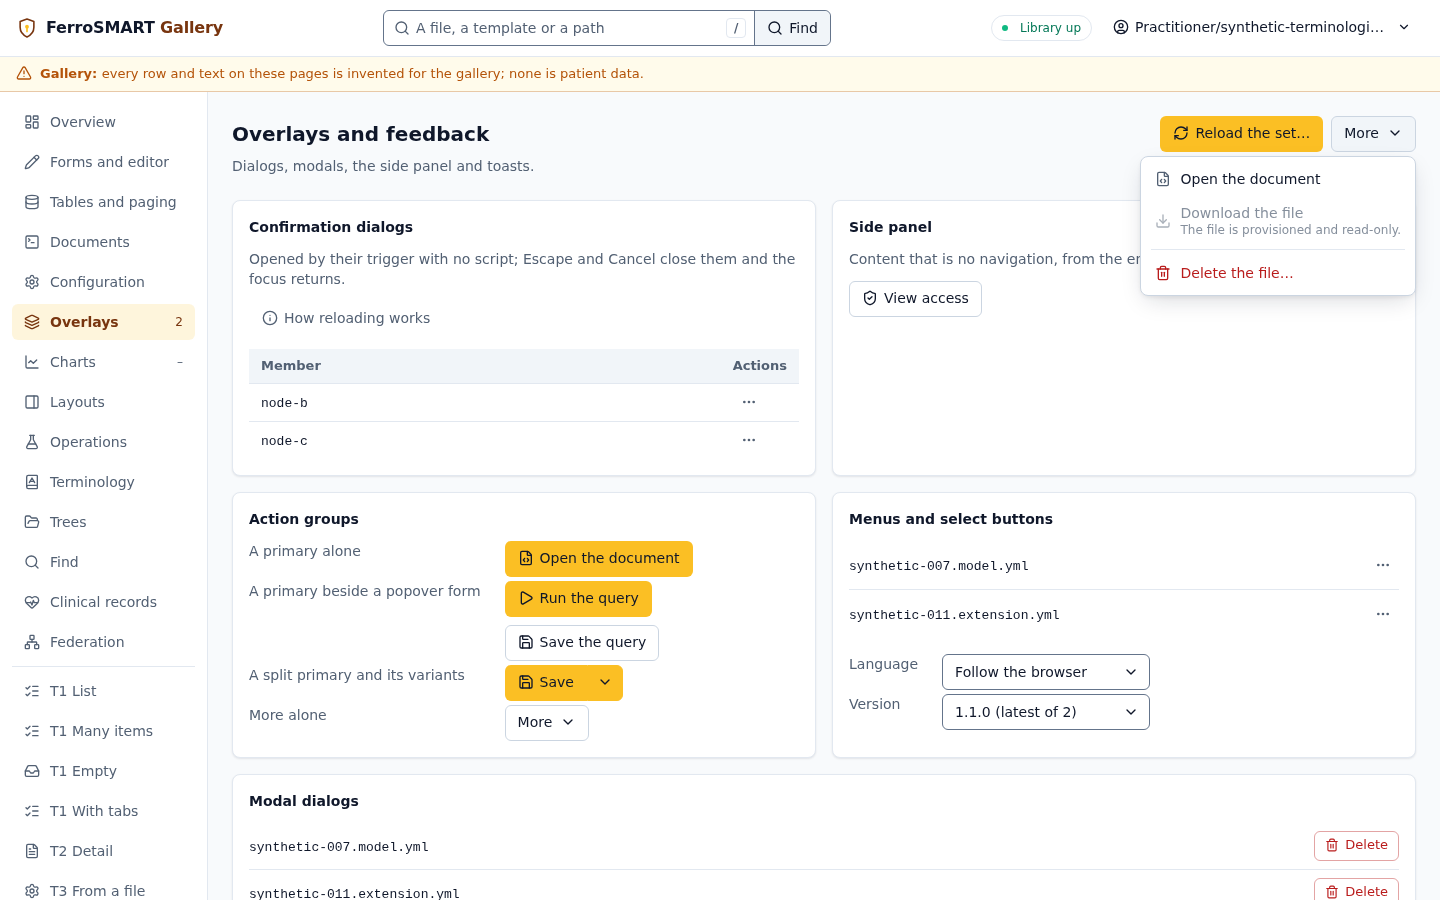 FerroSMART Gallery
A file, a template or a path
/
Find
Library up
Practitioner/synthetic-terminologi…
Gallery: every row and text on these pages is invented for the gallery; none is patient data.
Overview
Forms and editor
Tables and paging
Documents
Configuration
Overlays 2
Charts –
Layouts
Operations
Terminology
Trees
Find
Clinical records
Federation
T1 List
T1 Many items
T1 Empty
T1 With tabs
T2 Detail
T3 From a file
Overlays and feedback
Dialogs, modals, the side panel and toasts.
Reload the set…
More
Open the document
Download the file
The file is provisioned and read-only.
Delete the file…
Confirmation dialogs
Opened by their trigger with no script; Escape and Cancel close them and the
focus returns.
How reloading works
Member Actions
node-b
node-c
Side panel
Content that is no navigation, from the
View access
Action groups
A primary alone
Open the document
A primary beside a popover form
Run the query
Save the query
A split primary and its variants
Save
More alone
More
Menus and select buttons
synthetic-007.model.yml
synthetic-011.extension.yml
Language
Follow the browser
Version
1.1.0 (latest of 2)
Modal dialogs
synthetic-007.model.yml
Delete
synthetic-011.extension.yml
Delete